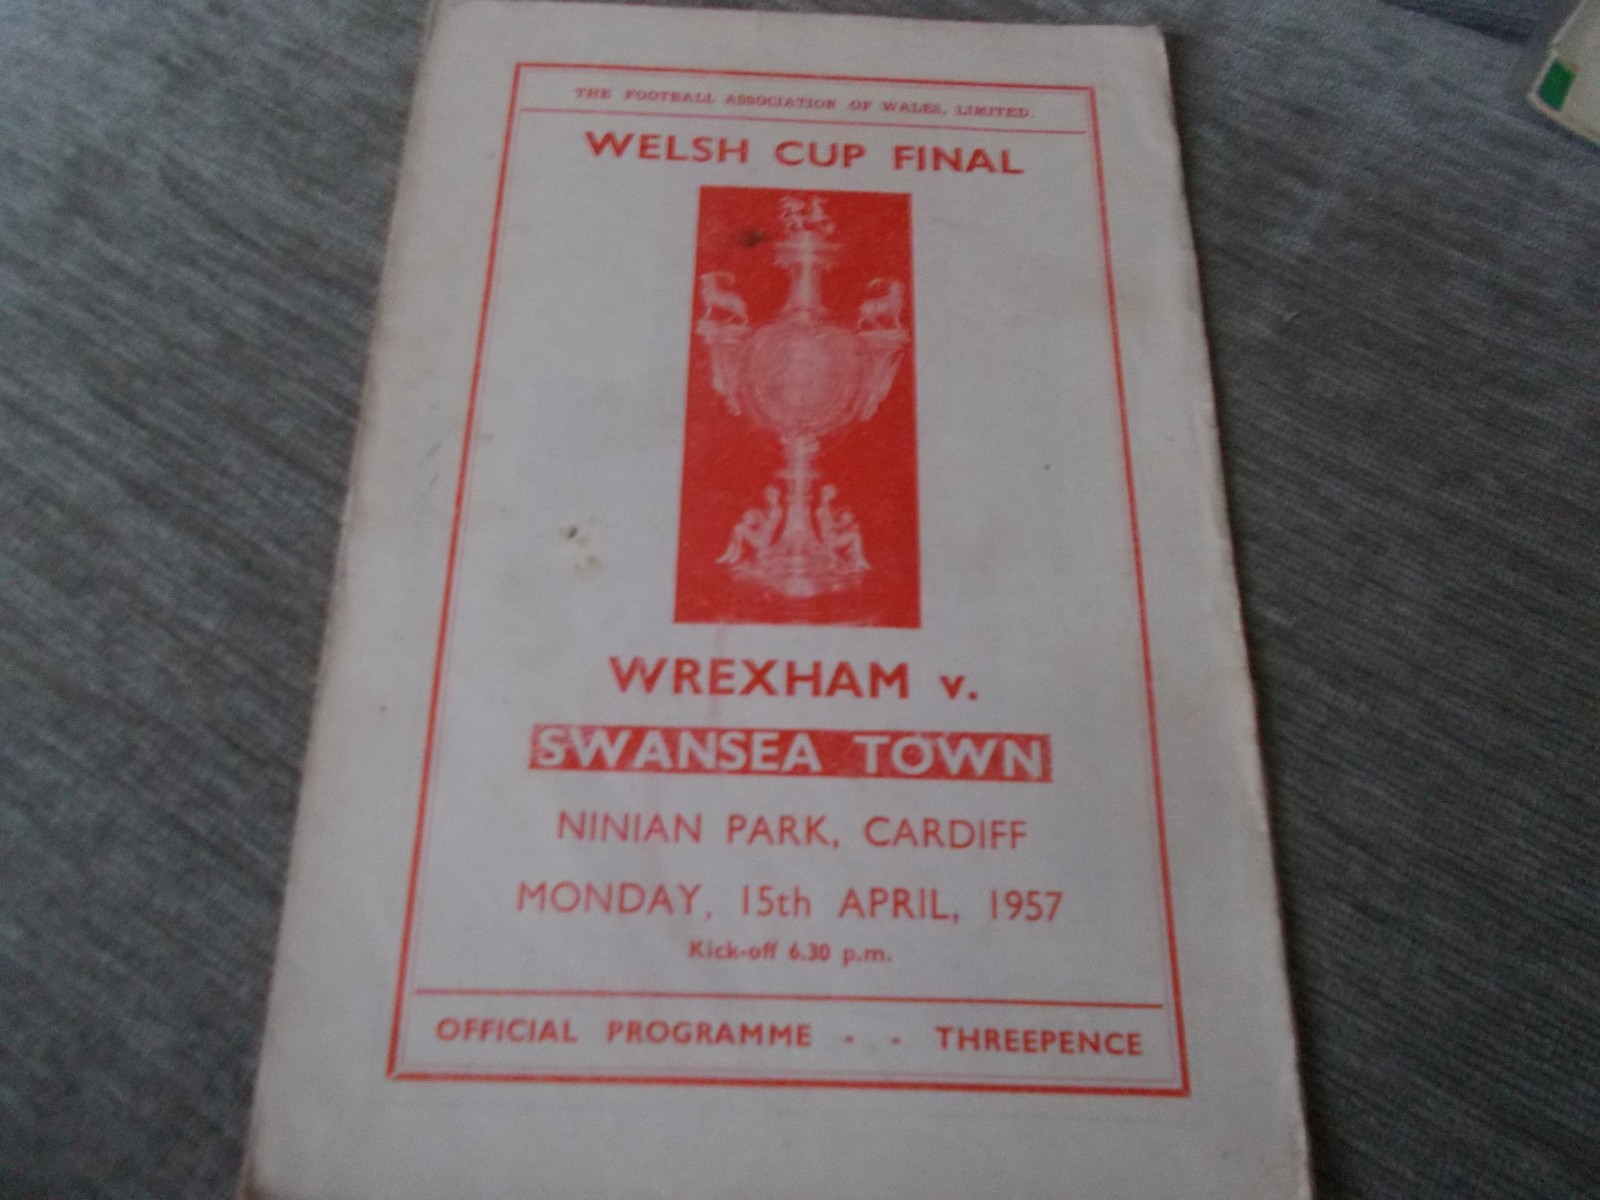 THE FOOTBALL ASSOCIATION OF WALES, LIMITED.
WELSH CUP FINAL
WREXHAM v.
SWANSEA TOWN
NINIAN PARK, CARDIFF
MONDAY, 15th APRIL, 1957
Kick-off 6.30 p.m.
OFFICIAL PROGRAMME - - THREEPENCE